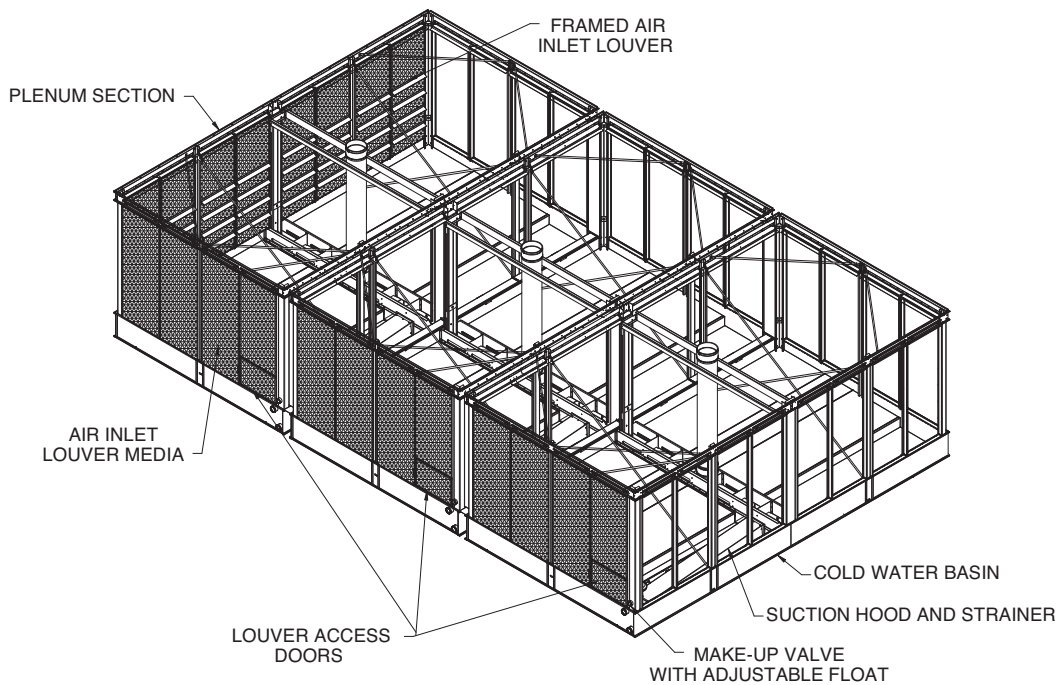 FRAMED AIR
INLET LOUVER
PLENUM SECTION
AIR INLET
LOUVER MEDIA
COLD WATER BASIN
SUCTION HOOD AND STRAINER
LOUVER ACCESS
DOORS
MAKE-UP VALVE
WITH ADJUSTABLE FLOAT